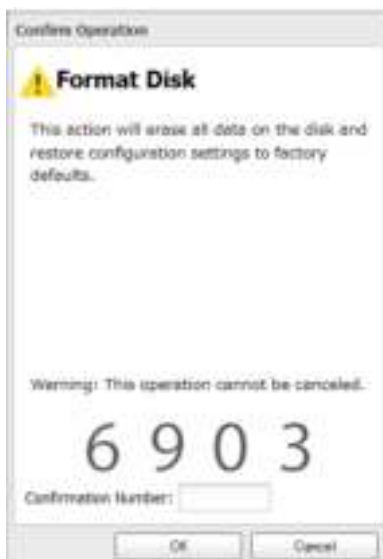 Confirm Operation
Format Disk
This action will erase all data on the disk and
restore configuration settings to factory
defaults.
Warning: This operation cannot be canceled.
6 9 0 3
Confirmation Number:
OK Cancel